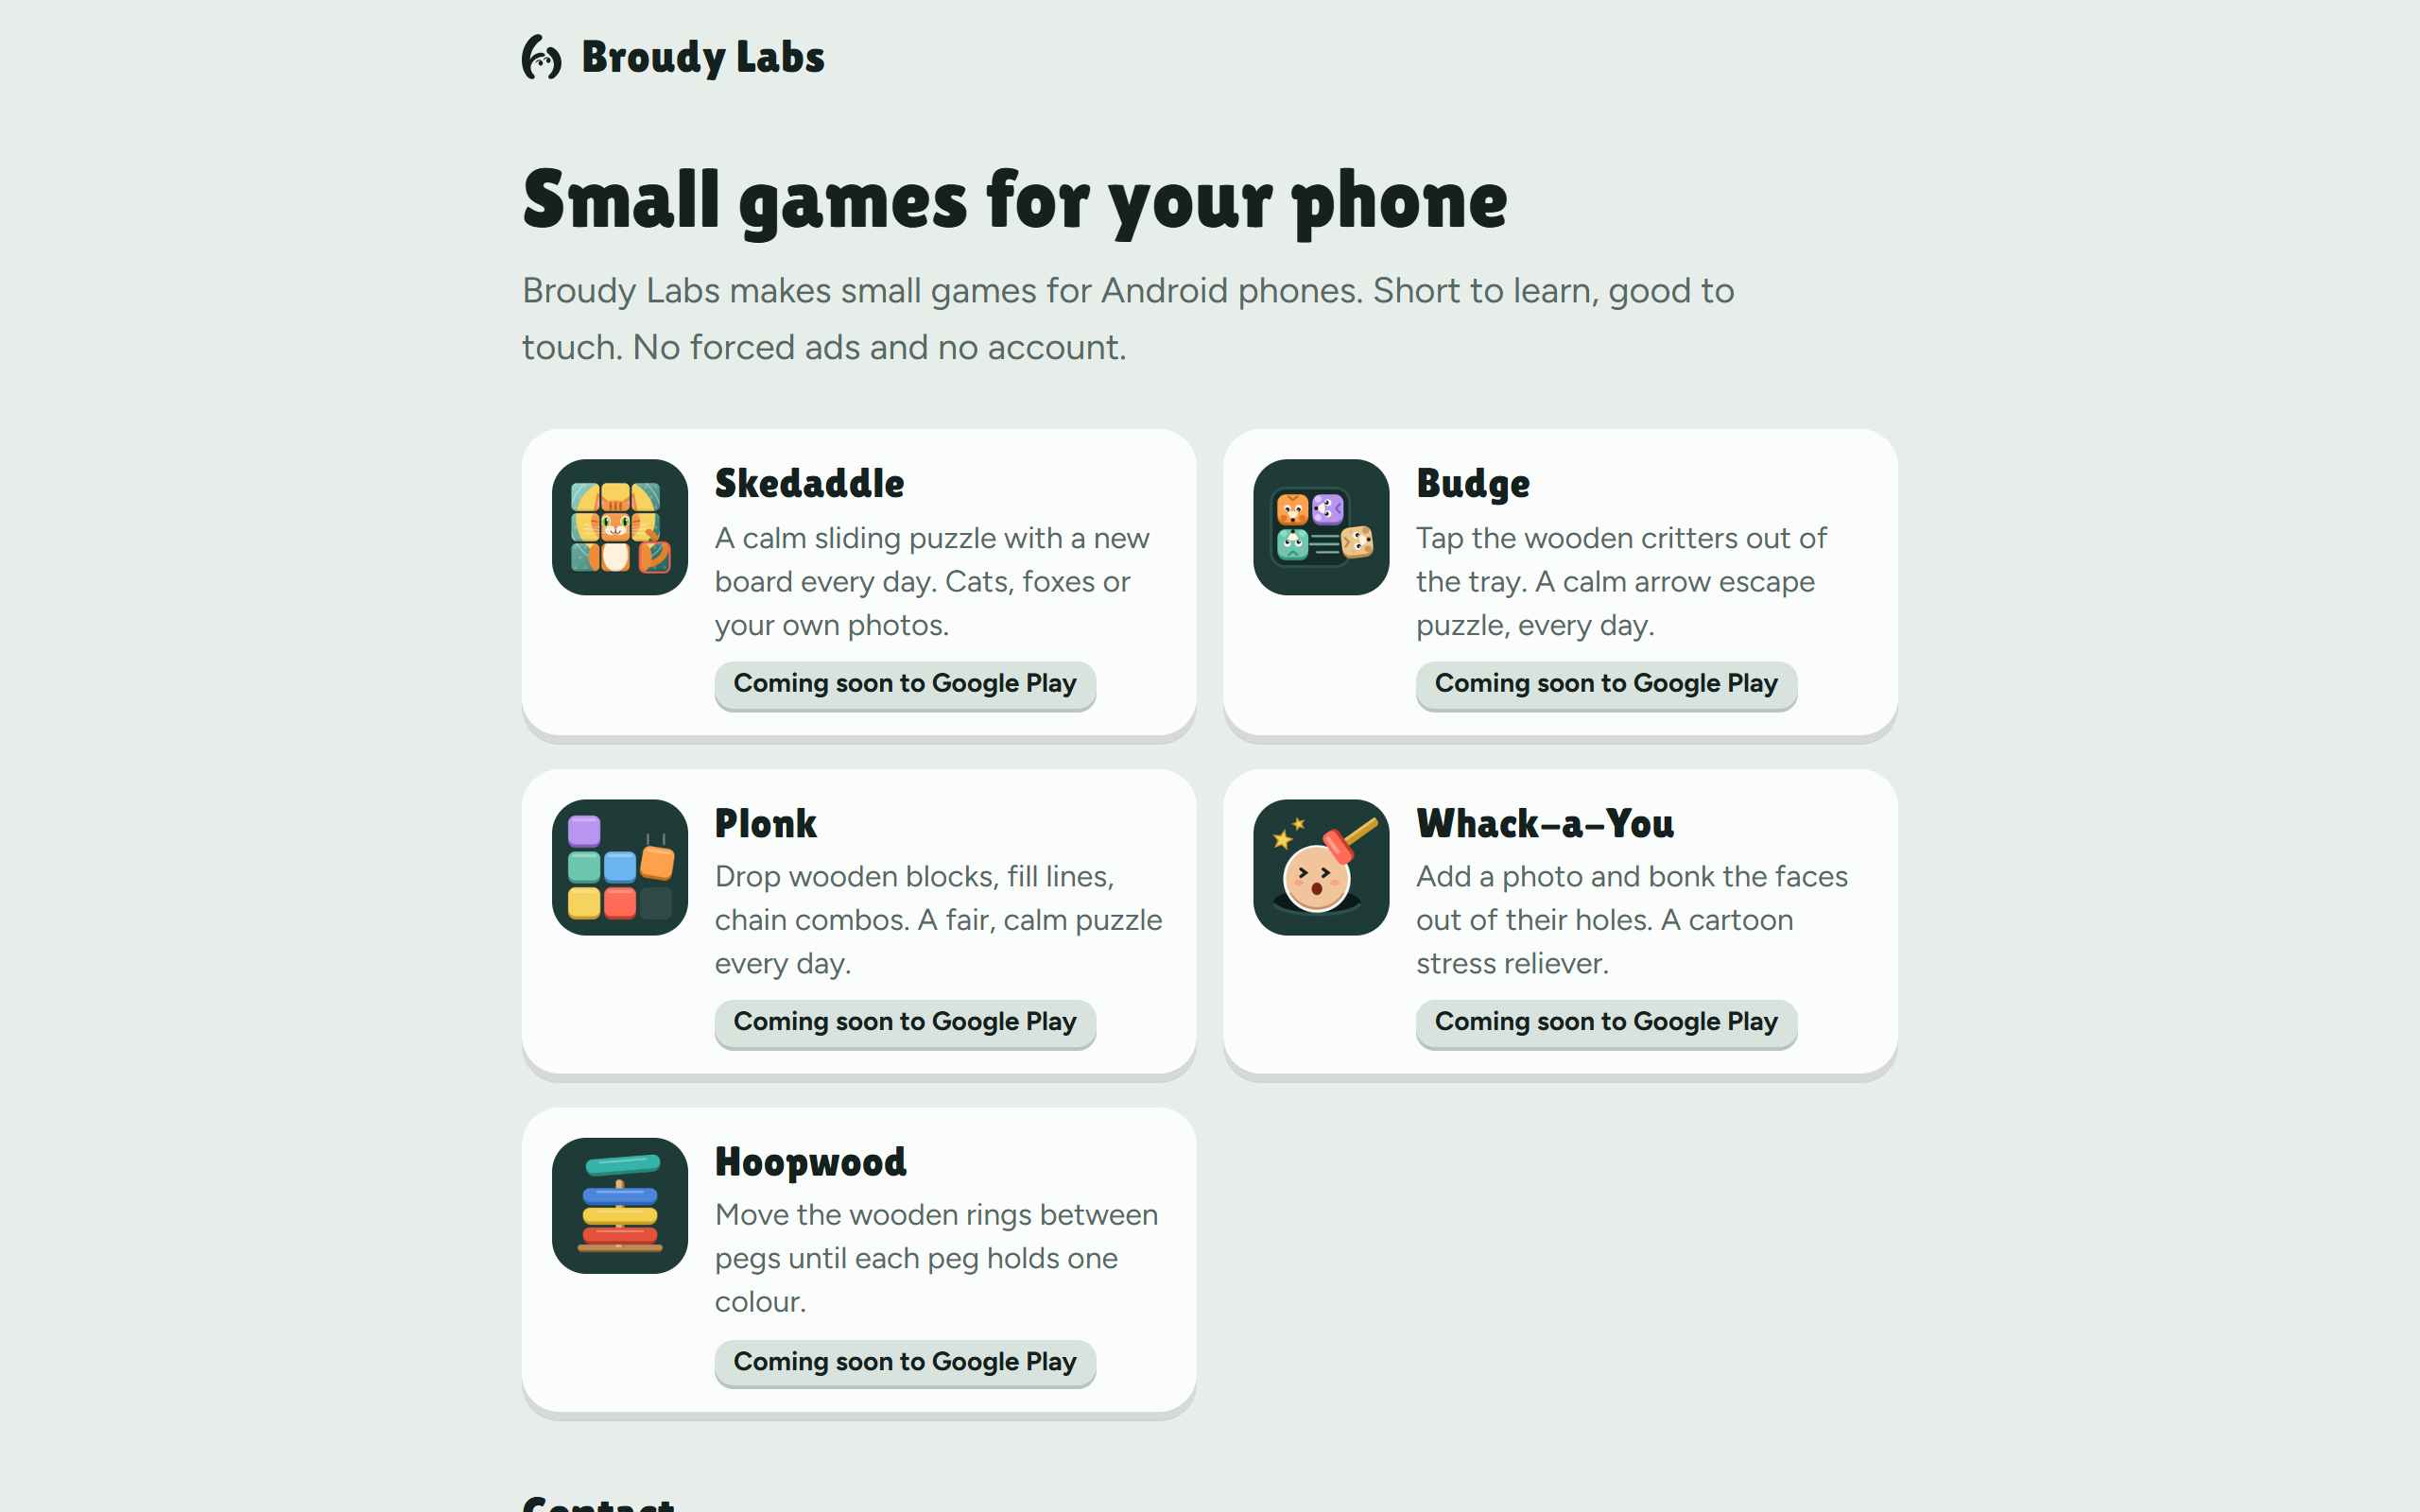 Broudy Labs
Small games for your phone
Broudy Labs makes small games for Android phones. Short to learn, good to
touch. No forced ads and no account.
Skedaddle
A calm sliding puzzle with a new
board every day. Cats, foxes or
your own photos.
Coming soon to Google Play
Budge
Tap the wooden critters out of
the tray. A calm arrow escape
puzzle, every day.
Coming soon to Google Play
Plonk
Drop wooden blocks, fill lines,
chain combos. A fair, calm puzzle
every day.
Coming soon to Google Play
Whack-a-You
Add a photo and bonk the faces
out of their holes. A cartoon
stress reliever.
Coming soon to Google Play
Hoopwood
Move the wooden rings between
pegs until each peg holds one
colour.
Coming soon to Google Play
Contact